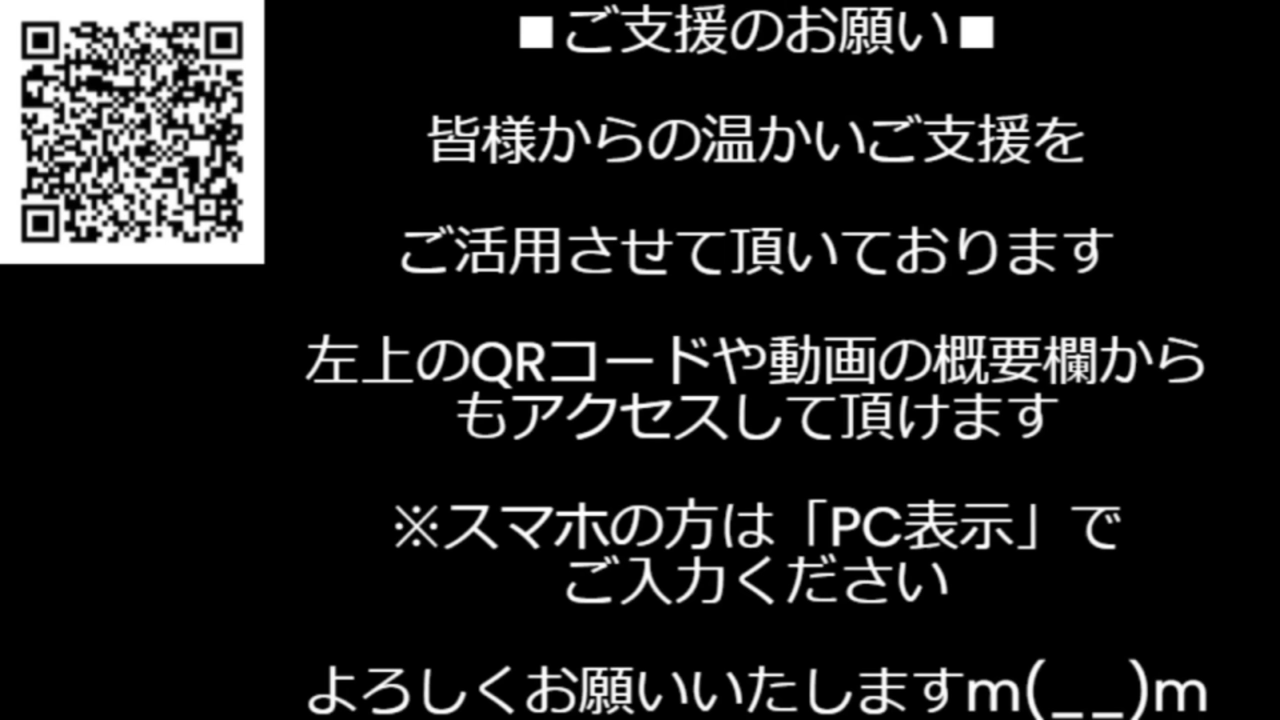 ■ご支援のお願い■
皆様からの温かいご支援を
ご活用させて頂いております
左上のQRコードや動画の概要欄から
もアクセスして頂けます
※スマホの方は「PC表示」で
ご入力ください
よろしくお願いいたしますm(__)m